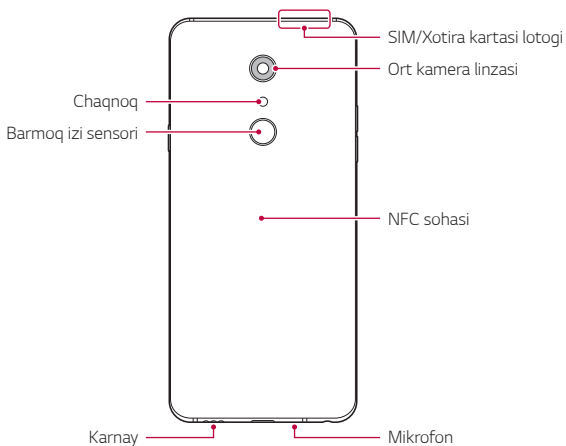 SIM/Xotira kartasi lotogi
Ort kamera linzasi
Chaqnoq
Barmoq izi sensori
NFC sohasi
Karnay
Mikrofon